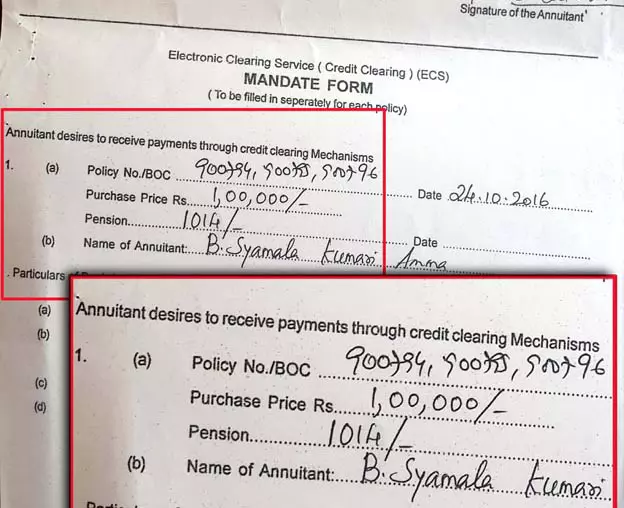 Signature of the Annuitant
Electronic Clearing Service ( Credit Clearing ) (ECS)
MANDATE FORM
( To be filled in seperately for each policy)
Annuitant desires to receive payments through credit clearing Mechanisms
1. (a) Policy No./BOC
Purchase Price Rs. 1,00,000/- Date 24.10.2016
Pension 1014/- Date
(b) Name of Annuitant: B. Syamala Kumari Amma
Particulars
(a)
(b)
(c)
(d)
Annuitant desires to receive payments through credit clearing Mechanisms
1. (a) Policy No./BOC
Purchase Price Rs. 1,00,000/-
Pension 1014/-
(b) Name of Annuitant: B. Syamala Kumari